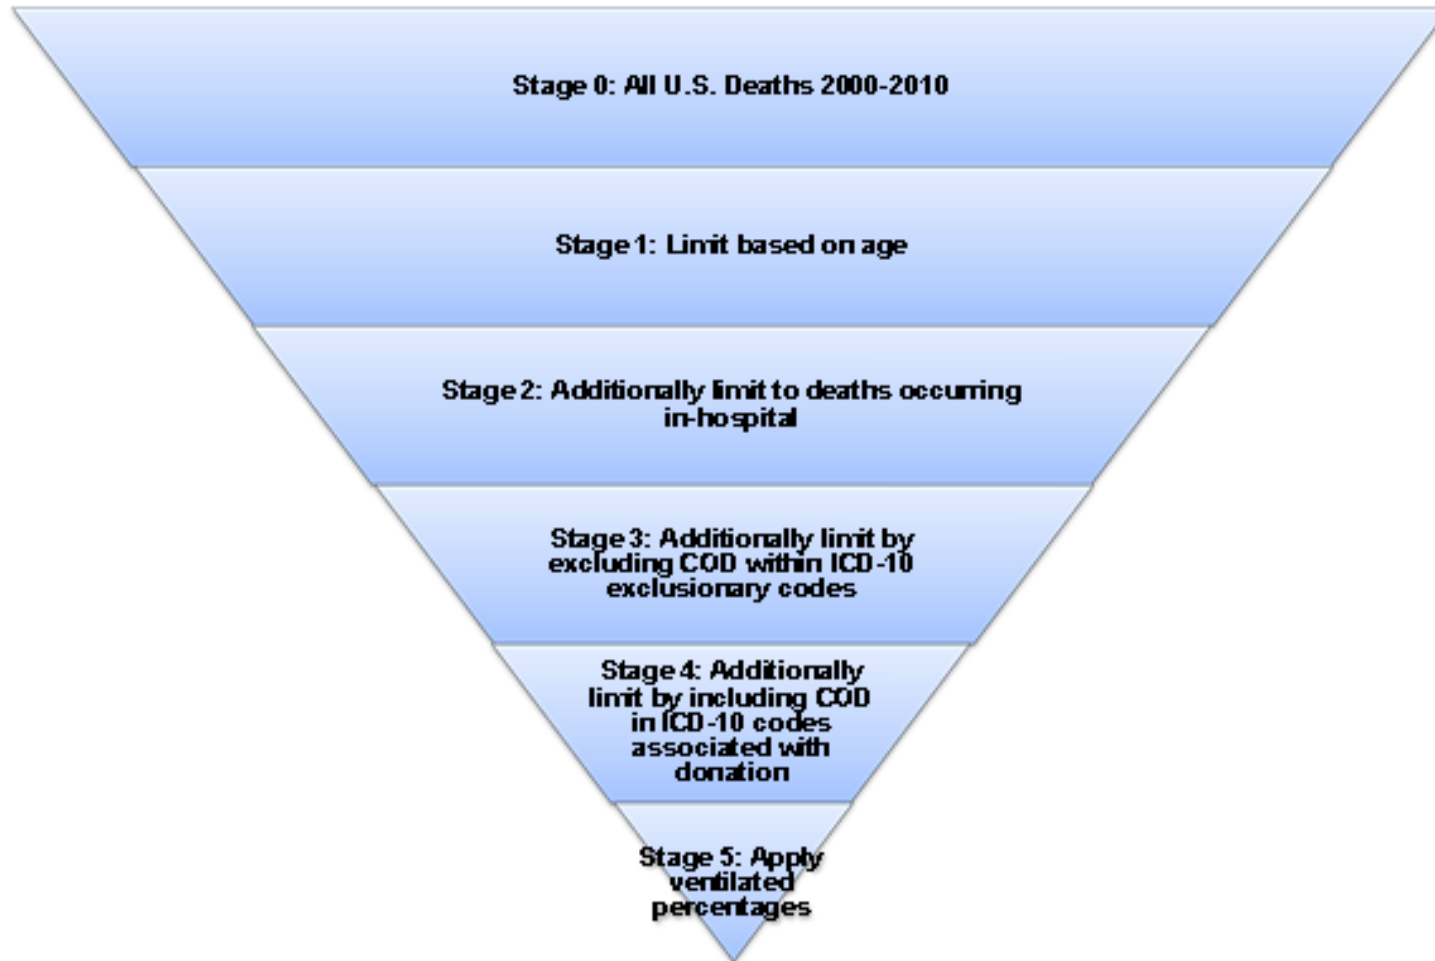 Stage 0: All U.S. Deaths 2000-2010
Stage 1: Limit based on age
Stage 2: Additionally limit to deaths occurring
in-hospital
Stage 3: Additionally limit by
excluding COD within ICD-10
exclusionary codes
Stage 4: Additionally
limit by including COD
in ICD-10 codes
associated with
donation
Stage 5: Apply
ventilated
percentages